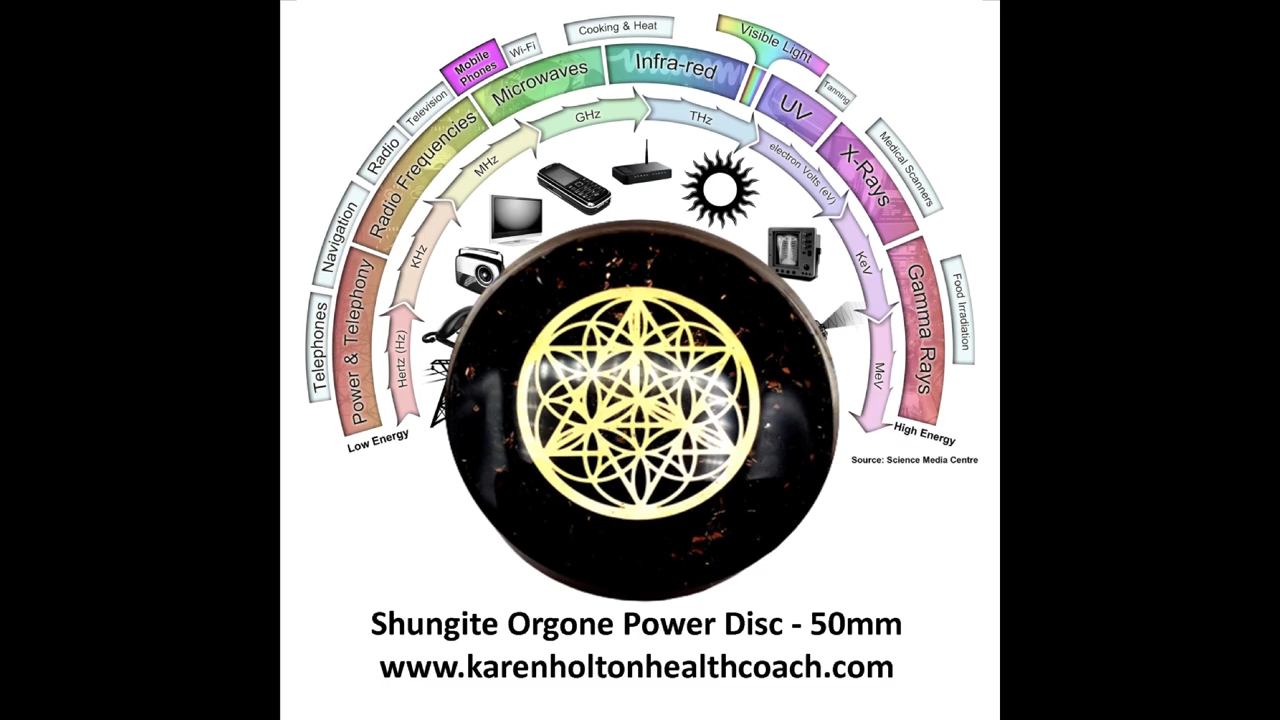 Cooking & Heat
Visible Light
Mobile
Phones
Wi-Fi
Infra-red
Microwaves
Tanning
Television
UV
GHz
THz
Radio
Radio Frequencies
MHz
electron Volts (eV)
X-Rays
Medical Scanners
Navigation
KHz
KeV
Telephones
Power & Telephony
Hertz (Hz)
MeV
Gamma Rays
Food Irradiation
Low Energy
High Energy
Source: Science Media Centre
Shungite Orgone Power Disc - 50mm
www.karenholtonhealthcoach.com